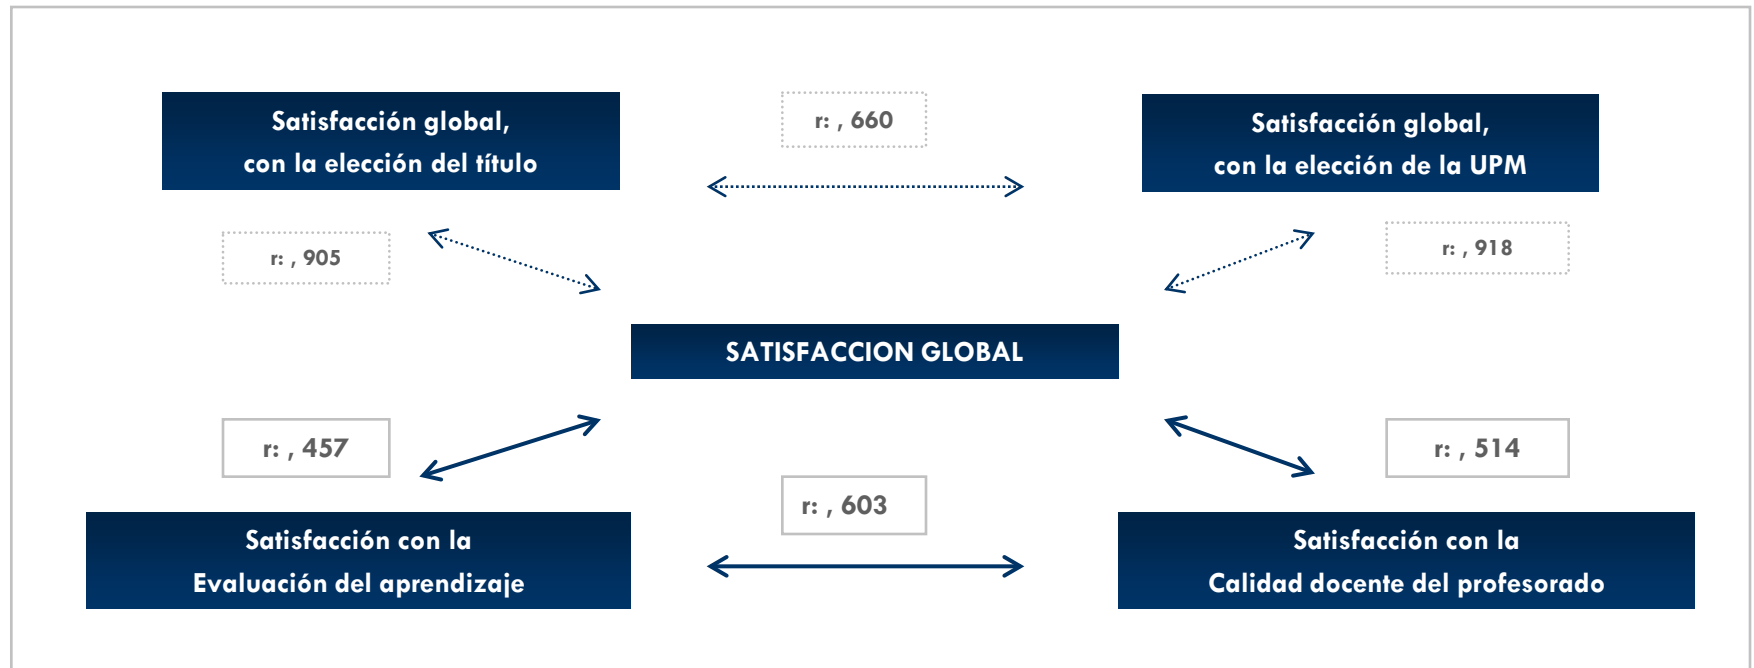 Satisfacción global,
con la elección del título
r: , 660
Satisfacción global,
con la elección de la UPM
r: , 905
r: , 918
SATISFACCION GLOBAL
r: , 457
r: , 514
r: , 603
Satisfacción con la
Evaluación del aprendizaje
Satisfacción con la
Calidad docente del profesorado